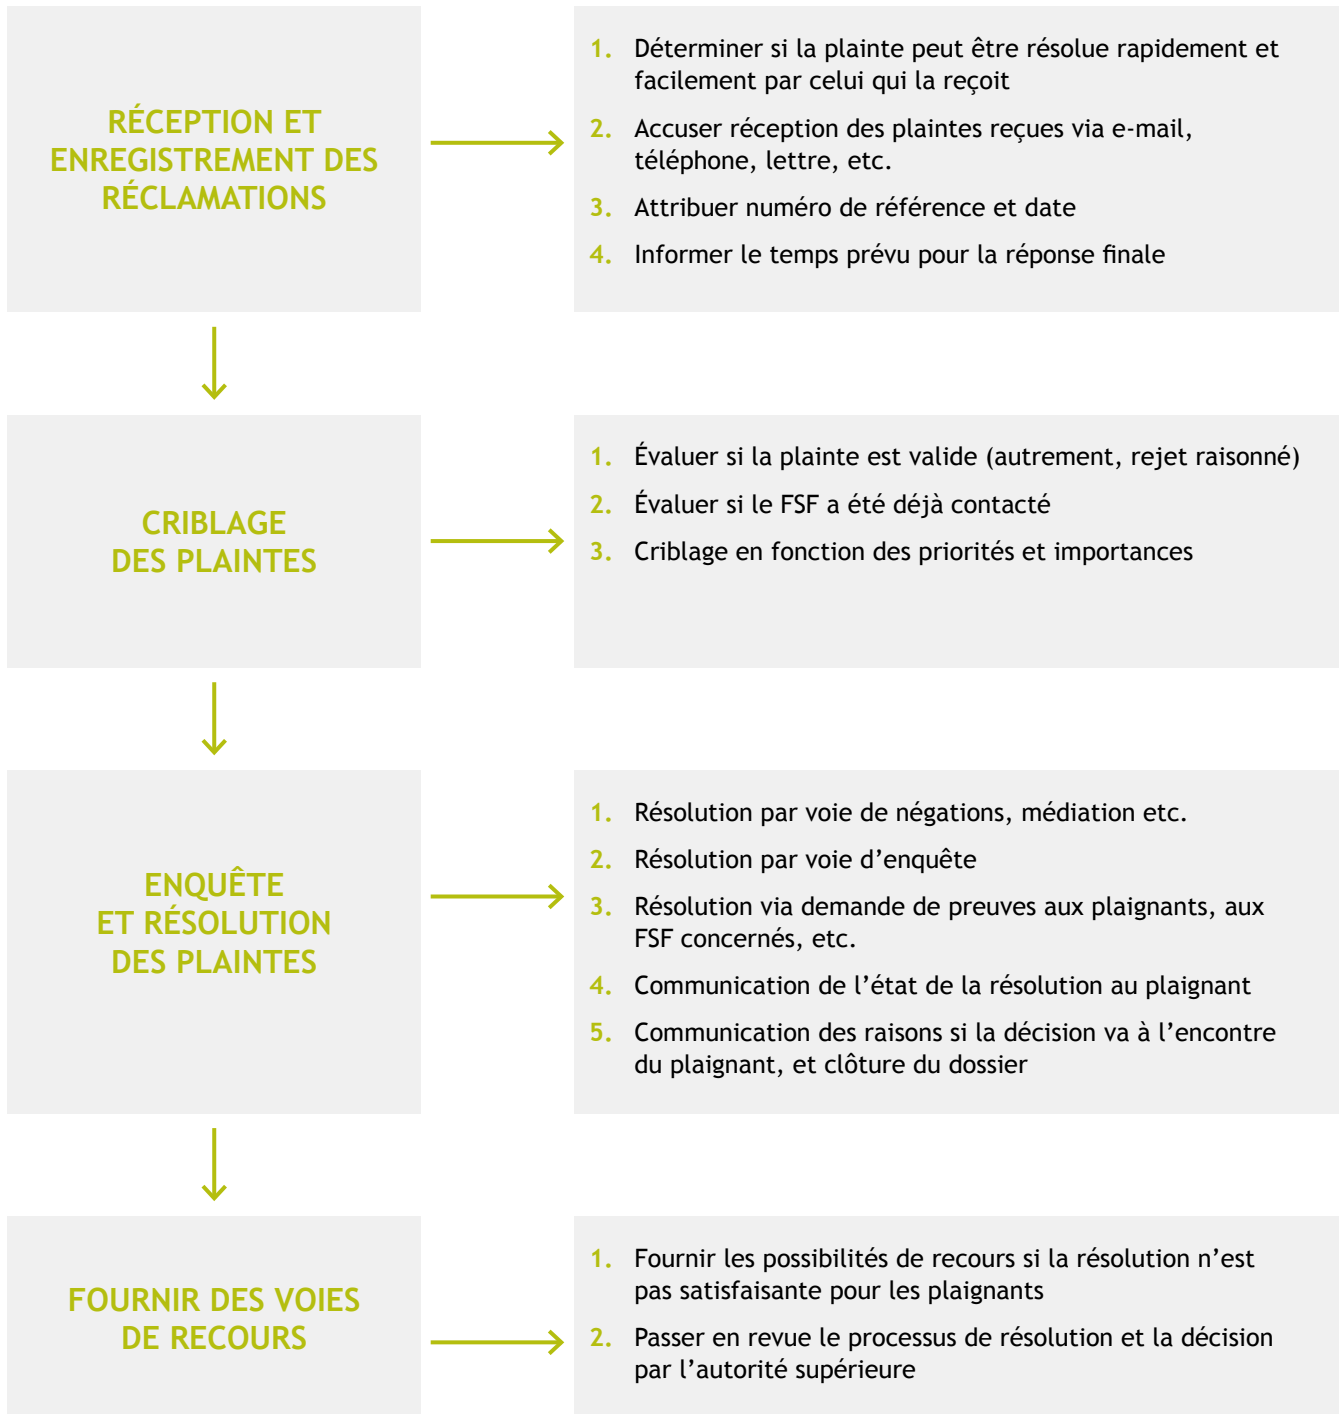 RÉCEPTION ET
ENREGISTREMENT DES
RÉCLAMATIONS
1. Déterminer si la plainte peut être résolue rapidement et
facilement par celui qui la reçoit
2. Accuser réception des plaintes reçues via e-mail,
téléphone, lettre, etc.
3. Attribuer numéro de référence et date
4. Informer le temps prévu pour la réponse finale
CRIBLAGE
DES PLAINTES
1. Évaluer si la plainte est valide (autrement, rejet raisonné)
2. Évaluer si le FSF a été déjà contacté
3. Criblage en fonction des priorités et importances
ENQUÊTE
ET RÉSOLUTION
DES PLAINTES
1. Résolution par voie de négations, médiation etc.
2. Résolution par voie d’enquête
3. Résolution via demande de preuves aux plaignants, aux
FSF concernés, etc.
4. Communication de l’état de la résolution au plaignant
5. Communication des raisons si la décision va à l’encontre
du plaignant, et clôture du dossier
FOURNIR DES VOIES
DE RECOURS
1. Fournir les possibilités de recours si la résolution n’est
pas satisfaisante pour les plaignants
2. Passer en revue le processus de résolution et la décision
par l’autorité supérieure